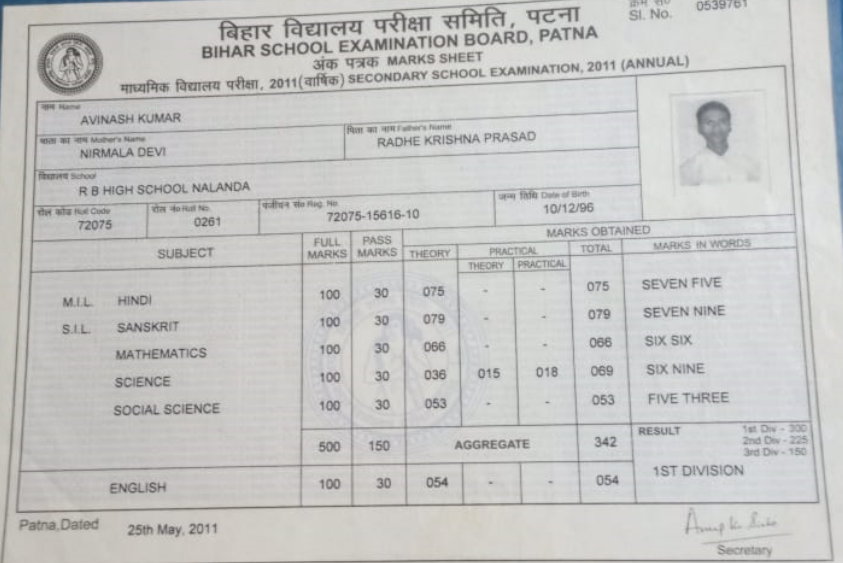 क्रम सं० 0539761
Sl. No.
बिहार विद्यालय परीक्षा समिति, पटना
BIHAR SCHOOL EXAMINATION BOARD, PATNA
अंक पत्रक MARKS SHEET
माध्यमिक विद्यालय परीक्षा, 2011(वार्षिक) SECONDARY SCHOOL EXAMINATION, 2011 (ANNUAL)
नाम Name
AVINASH KUMAR
माता का नाम Mother's Name पिता का नाम Father's Name
NIRMALA DEVI RADHE KRISHNA PRASAD
विद्यालय School
R B HIGH SCHOOL NALANDA
रोल कोड Roll Code रोल नं० Roll No. पंजीयन सं० Reg. No. जन्म तिथि Date of Birth
72075 0261 72075-15616-10 10/12/96
SUBJECT FULL MARKS PASS MARKS MARKS OBTAINED
THEORY PRACTICAL TOTAL MARKS IN WORDS
THEORY PRACTICAL
M.I.L. HINDI 100 30 075 - - 075 SEVEN FIVE
S.I.L. SANSKRIT 100 30 079 - - 079 SEVEN NINE
MATHEMATICS 100 30 066 - - 066 SIX SIX
SCIENCE 100 30 036 015 018 069 SIX NINE
SOCIAL SCIENCE 100 30 053 - - 053 FIVE THREE
500 150 AGGREGATE 342 RESULT 1st Div - 300
2nd Div - 225
3rd Div - 150
ENGLISH 100 30 054 - - 054 1ST DIVISION
Patna,Dated 25th May, 2011
Secretary